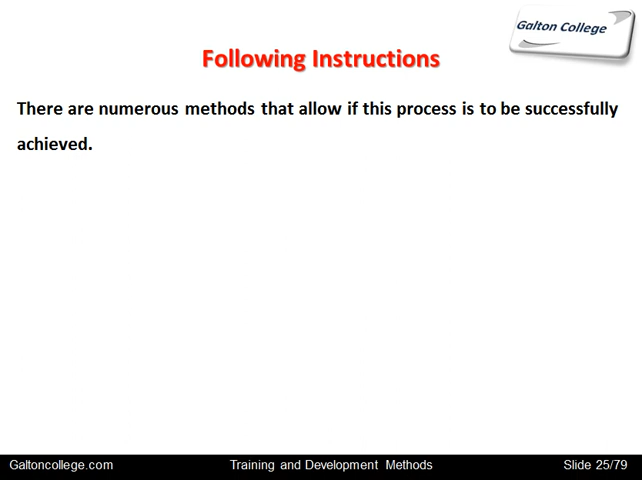 Galton College
Following Instructions
There are numerous methods that allow if this process is to be successfully
achieved.
Galtoncollege.com Training and Development Methods Slide 25/79